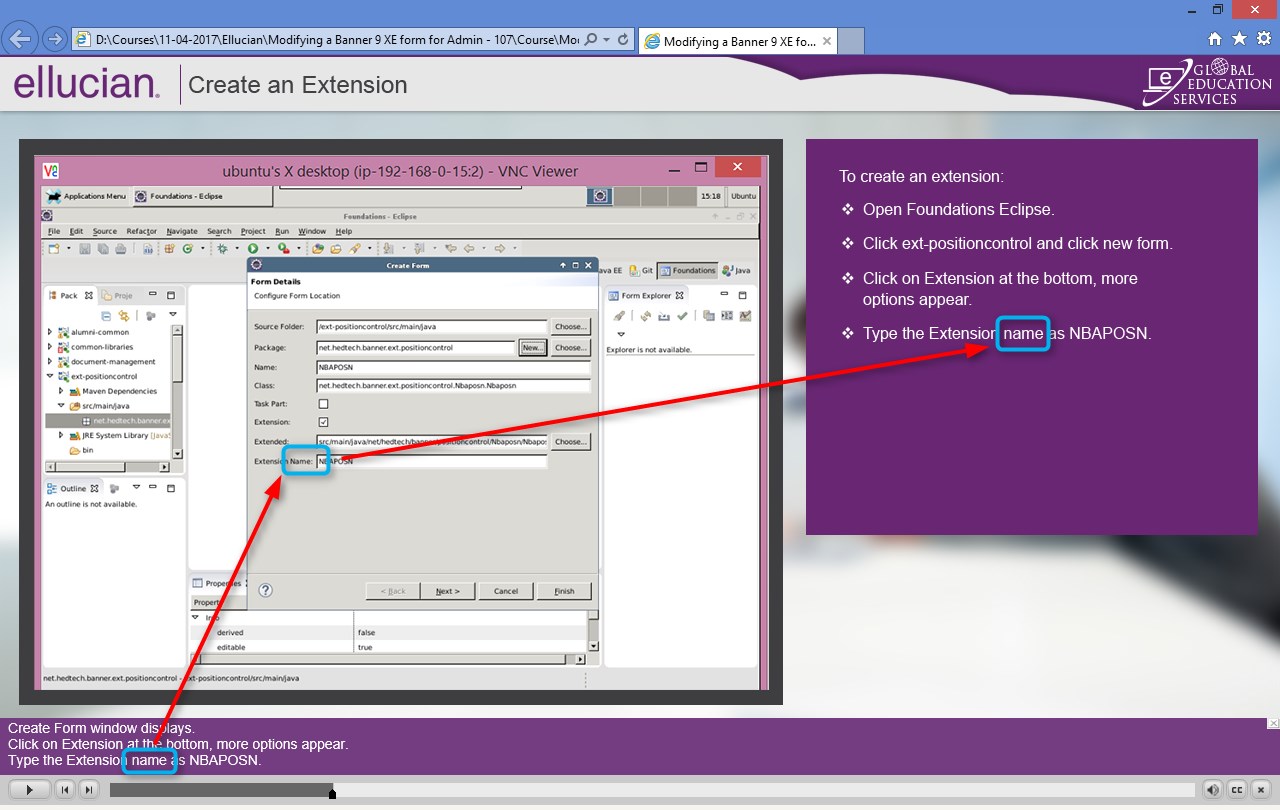 D:\Courses\11-04-2017\Ellucian\Modifying a Banner 9 XE form for Admin - 107\Course\Mo
Modifying a Banner 9 XE fo...
ellucian.
Create an Extension
GLOBAL
EDUCATION
SERVICES
V2
ubuntu's X desktop (ip-192-168-0-15:2) - VNC Viewer
Applications Menu
Foundations - Eclipse
15:18
Ubuntu
Foundations - Eclipse
File Edit Source Refactor Navigate Search Project Run Window Help
ava EE
Git
Foundations
Java
Pack
Proje
alumni-common
common-libraries
document-management
ext-positioncontrol
Maven Dependencies
src/main/java
net.hedtech.banner.ex
JRE System Library (JavaS
bin
Outline
An outline is not available.
Create Form
Form Details
Configure Form Location
Source Folder: /ext-positioncontrol/src/main/java Choose...
Package: net.hedtech.banner.ext.positioncontrol New... Choose...
Name: NBAPOSN
Class: net.hedtech.banner.ext.positioncontrol.Nbaposn.Nbaposn
Task Part:
Extension:
Extended: src/main/java/net/hedtech/banner/positioncontrol/Nbaposn/Nbapos Choose...
Extension Name: NBAPOSN
< Back Next > Cancel Finish
Form Explorer
Explorer is not available.
Properties
Property
Info
derived false
editable true
net.hedtech.banner.ext.positioncontrol - ext-positioncontrol/src/main/java
To create an extension:
❖ Open Foundations Eclipse.
❖ Click ext-positioncontrol and click new form.
❖ Click on Extension at the bottom, more
options appear.
❖ Type the Extension name as NBAPOSN.
Create Form window displays.
Click on Extension at the bottom, more options appear.
Type the Extension name as NBAPOSN.
CC